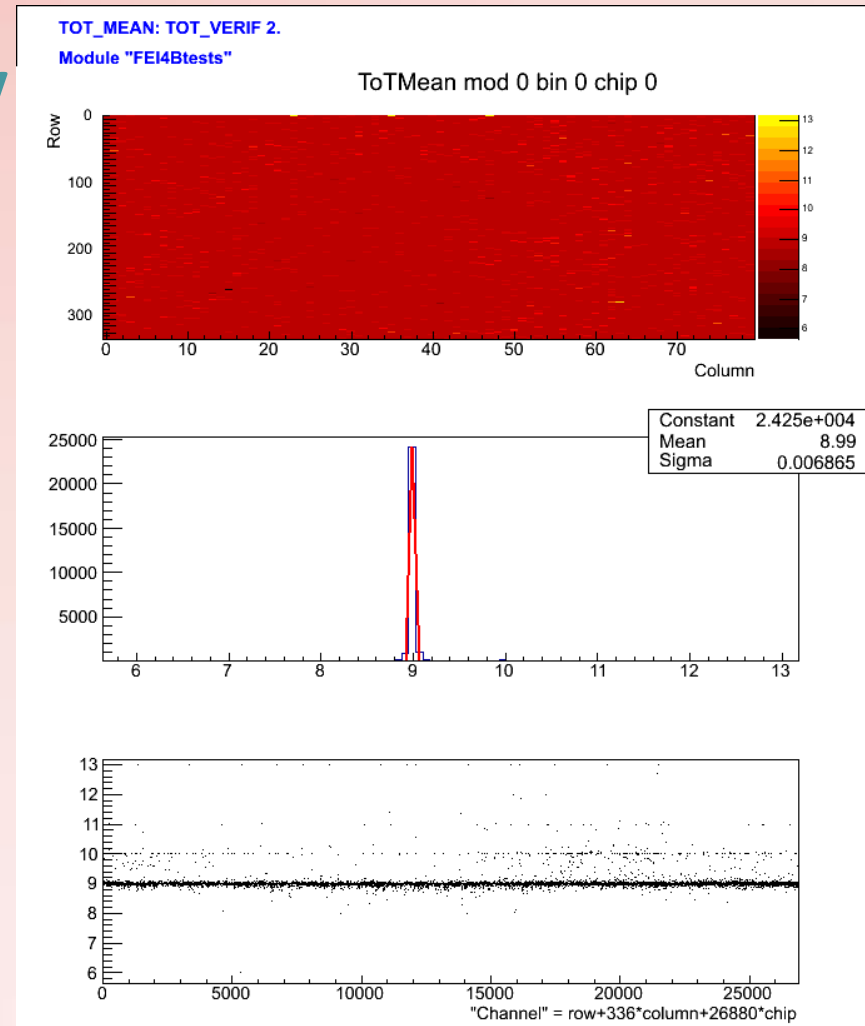 TOT_MEAN: TOT_VERIF 2.
Module "FEI4Btests"
ToTMean mod 0 bin 0 chip 0
Row
0
100
200
300
0 10 20 30 40 50 60 70
Column
13
12
11
10
9
8
7
6
Constant 2.425e+004
Mean 8.99
Sigma 0.006865
25000
20000
15000
10000
5000
6 7 8 9 10 11 12 13
13
12
11
10
9
8
7
6
0 5000 10000 15000 20000 25000
"Channel" = row+336*column+26880*chip